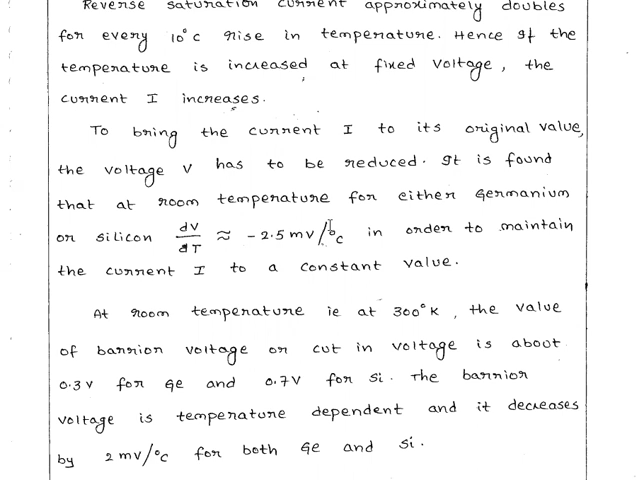 Reverse saturation current approximately doubles
for every 10°C rise in temperature. Hence If the
temperature is increased at fixed voltage, the
current I increases.
To bring the current I to its original value,
the voltage V has to be reduced. It is found
that at room temperature for either Germanium
or silicon dV/dT ≈ -2.5 mv/°C in order to maintain
the current I to a constant value.
At room temperature ie at 300°K, the value
of barrior voltage or cut in voltage is about
0.3V for Ge and 0.7V for Si. The barrior
voltage is temperature dependent and it decreases
by 2 mv/°C for both Ge and Si.